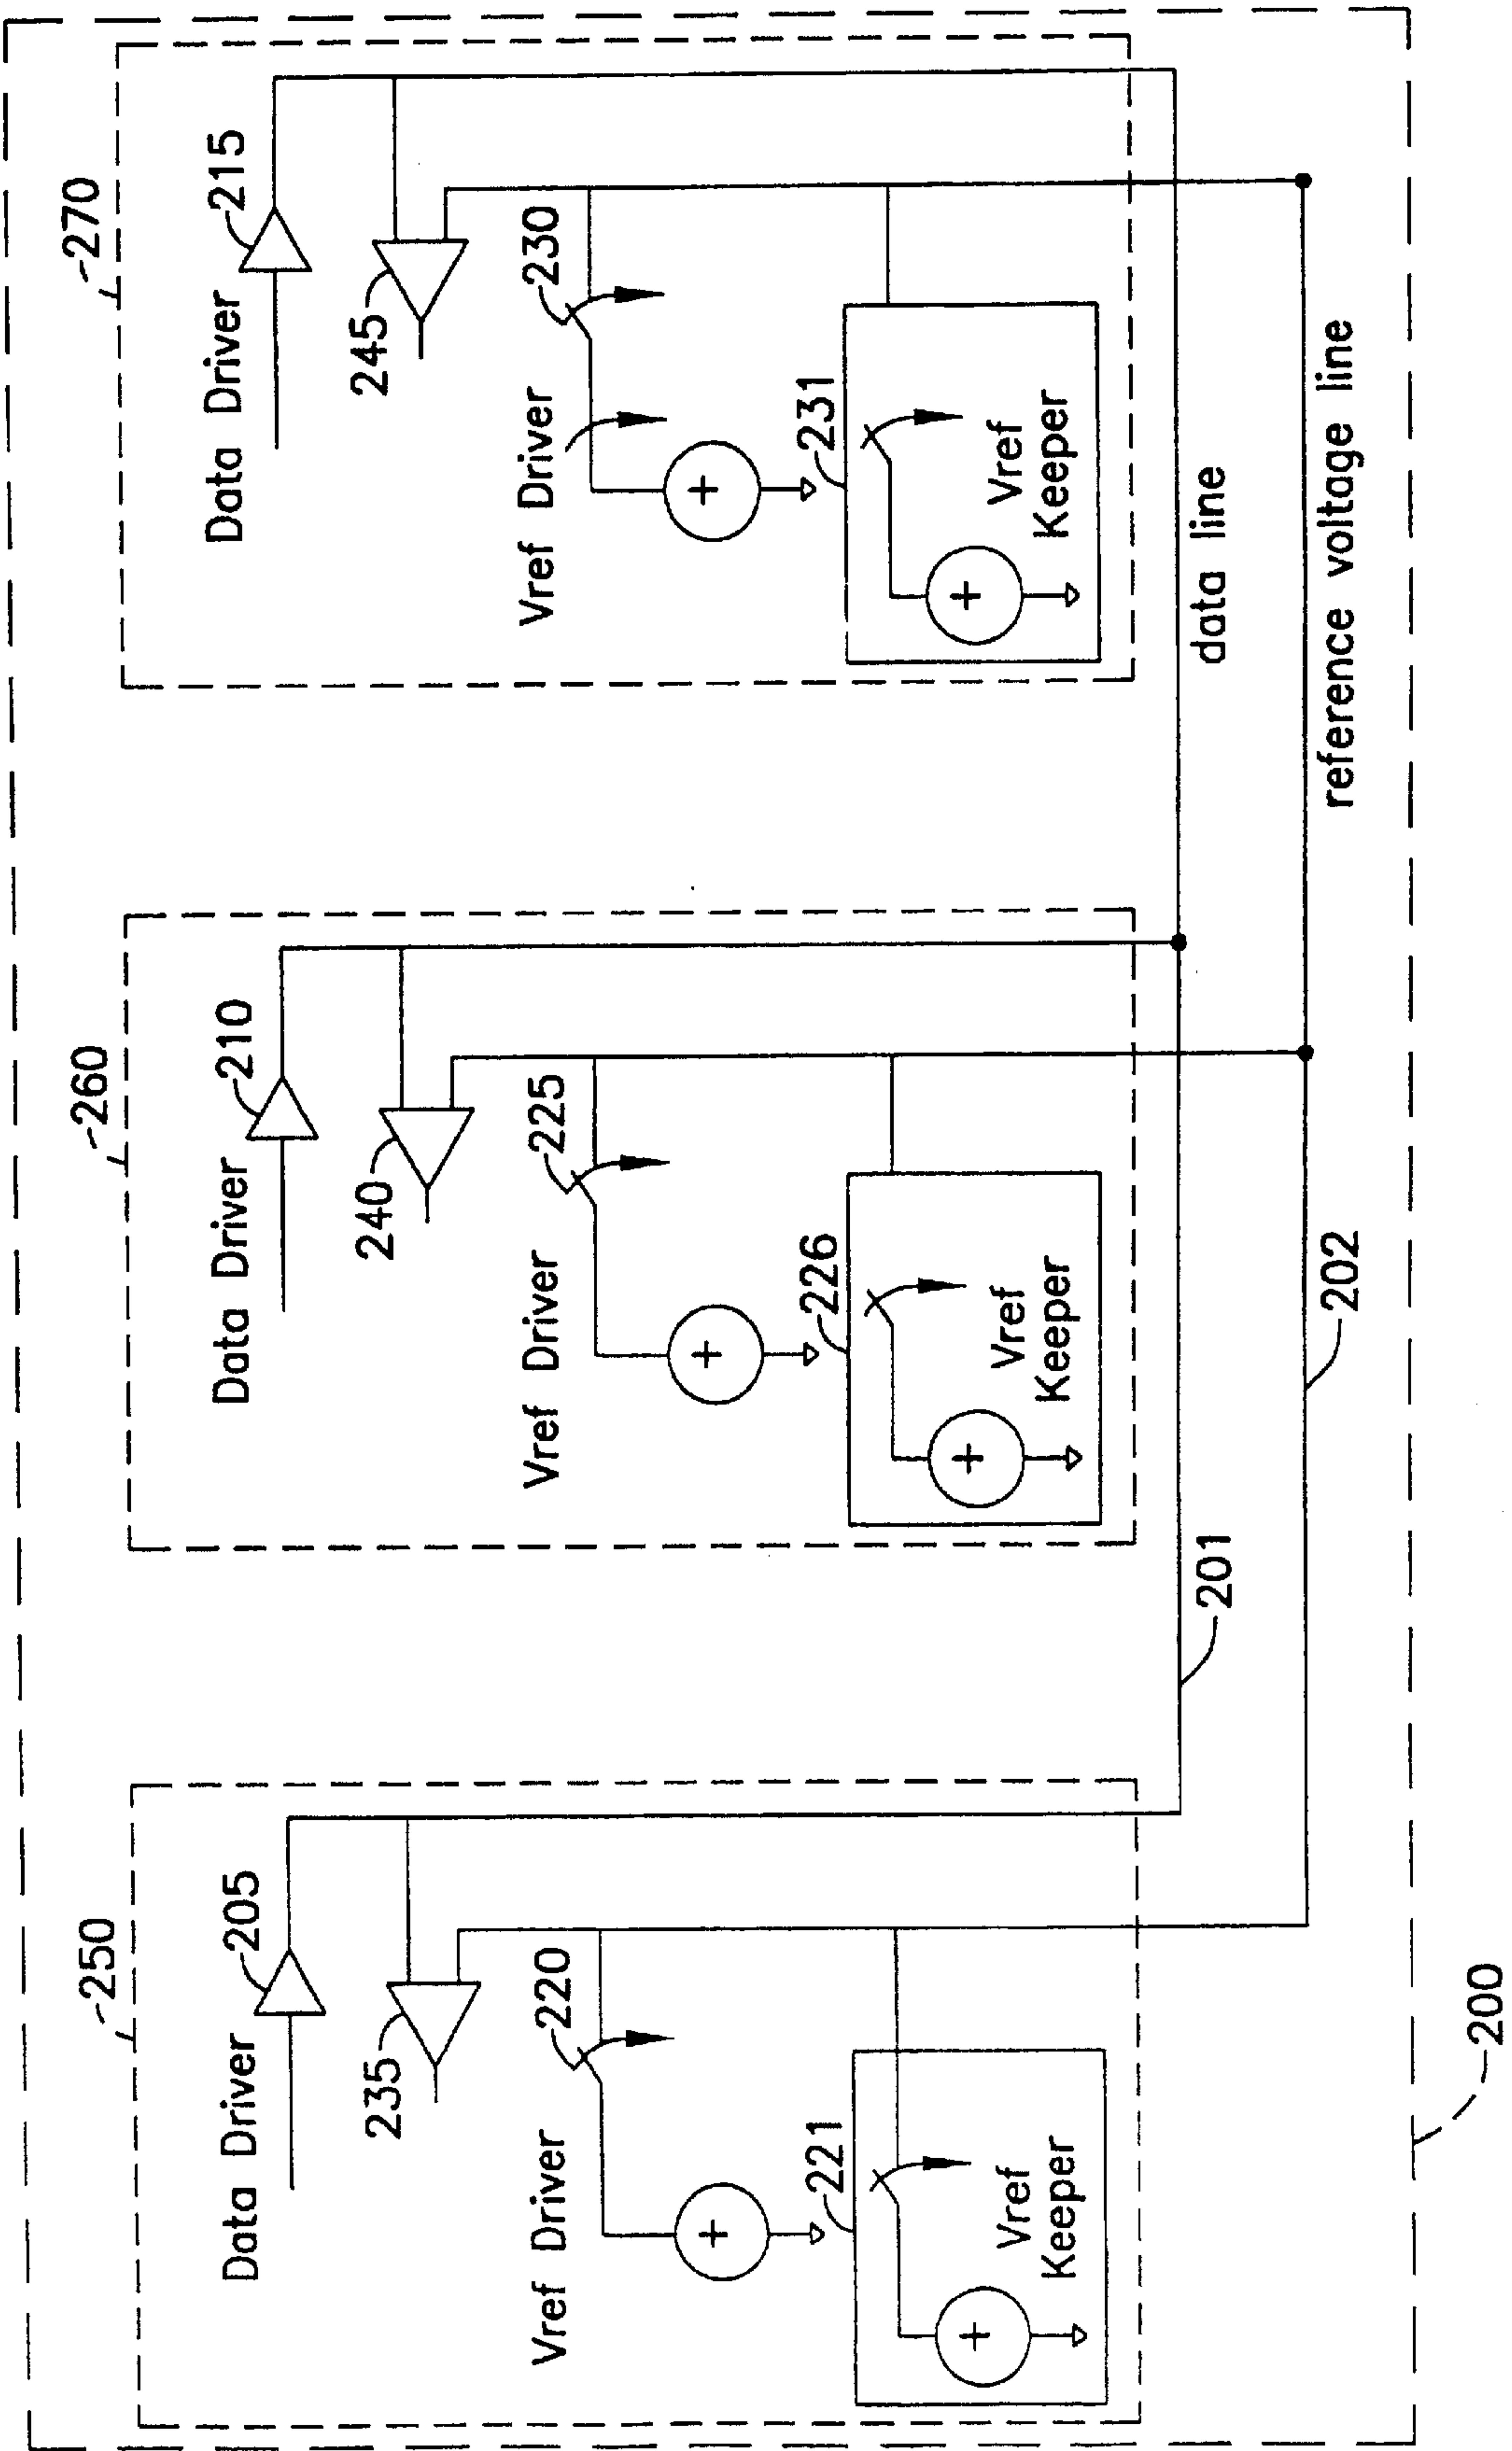 250
Data Driver
205
235
Vref Driver
220
+
221
+
Vref
Keeper
260
Data Driver
210
240
Vref Driver
225
+
226
+
Vref
Keeper
270
Data Driver
215
245
Vref Driver
230
+
231
+
Vref
Keeper
201
data line
202
reference voltage line
200